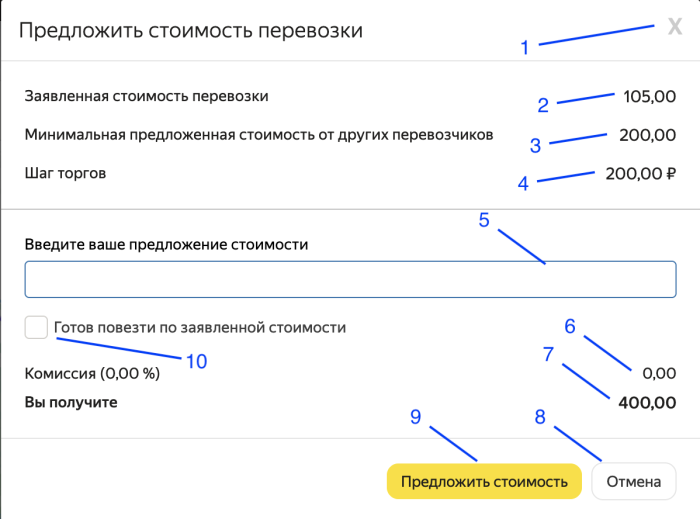 Предложить стоимость перевозки X
1
Заявленная стоимость перевозки 2 105,00
Минимальная предложенная стоимость от других перевозчиков 3 200,00
Шаг торгов 4 200,00 ₽
5
Введите ваше предложение стоимости
Готов повезти по заявленной стоимости 6
10 7
Комиссия (0,00 %) 0,00
Вы получите 400,00
9 8
Предложить стоимость Отмена